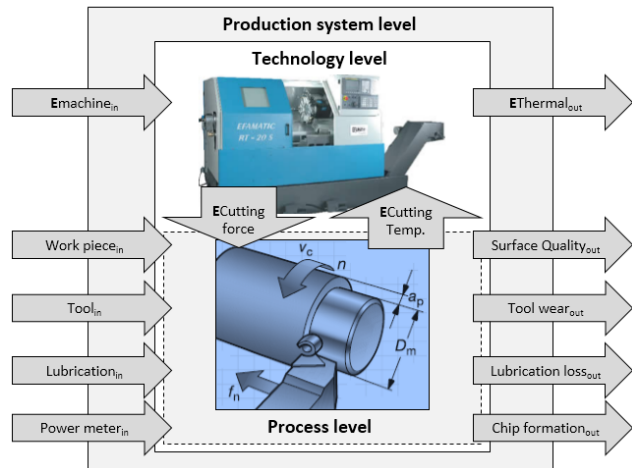 Production system level
Technology level
Emachinein
EThermalout
EFAMATIC
RT-20 S
ECutting
force
ECutting
Temp.
Work piecein
Surface Qualityout
vc
n
ap
Toolin
Tool wearout
Dm
Lubricationin
Lubrication lossout
fn
Power meterin
Process level
Chip formationout